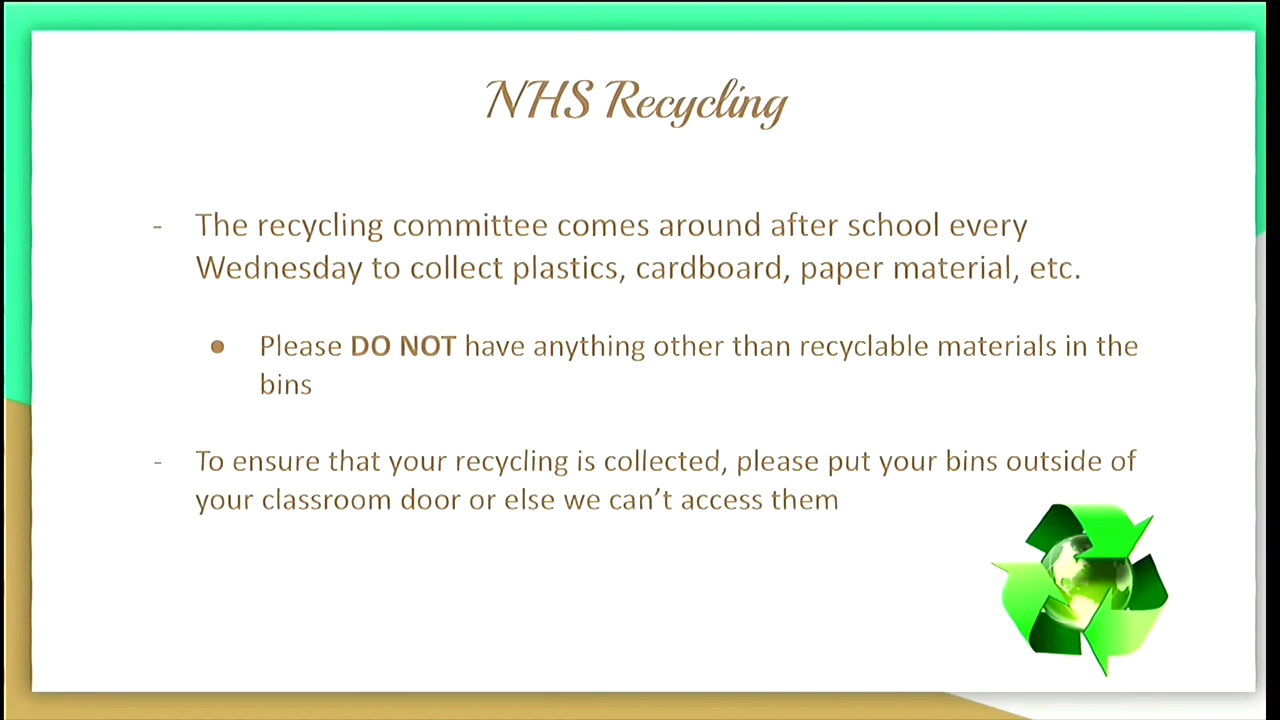 NHS Recycling
- The recycling committee comes around after school every
Wednesday to collect plastics, cardboard, paper material, etc.
● Please DO NOT have anything other than recyclable materials in the
bins
- To ensure that your recycling is collected, please put your bins outside of
your classroom door or else we can’t access them